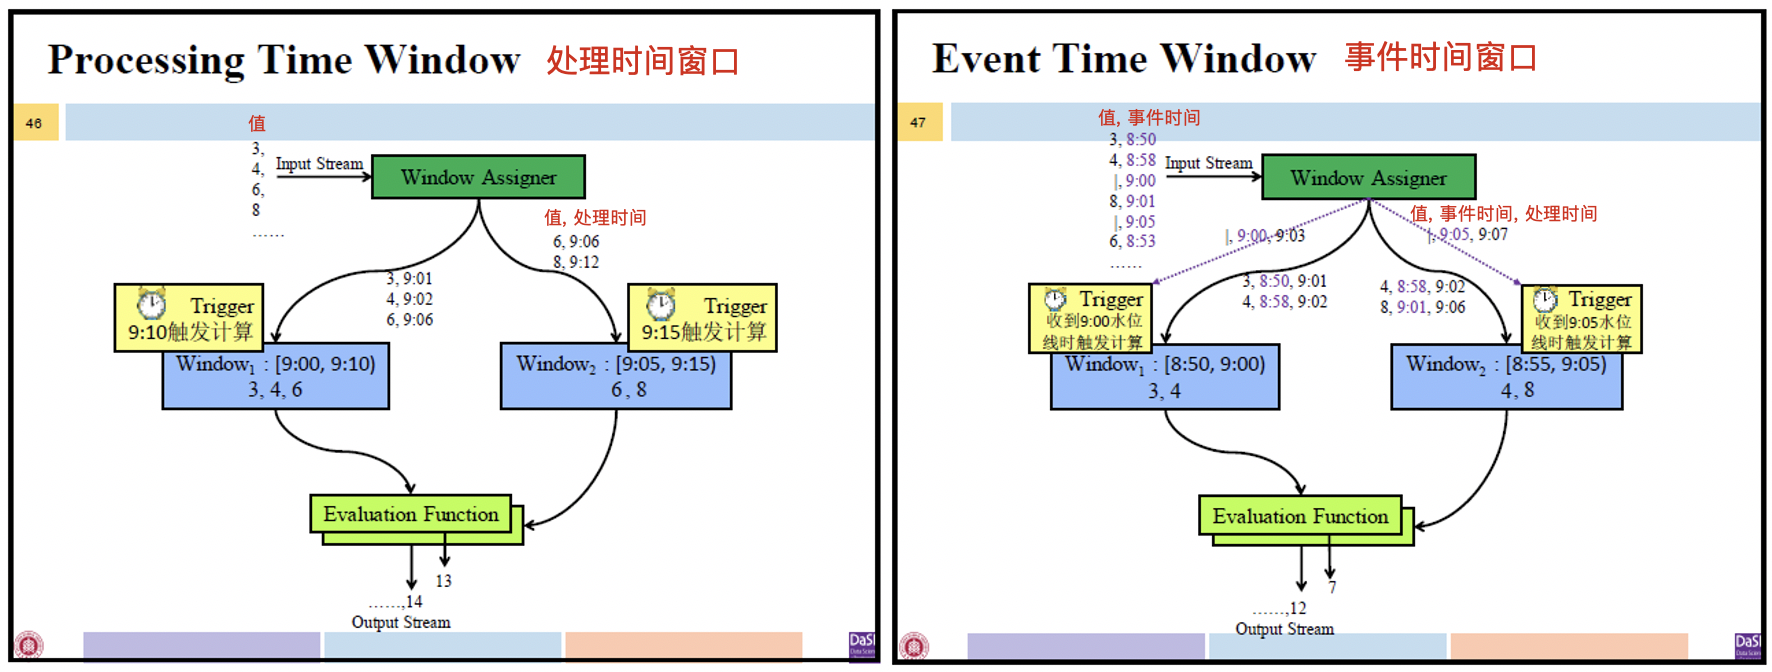 Processing Time Window 处理时间窗口
46
值
3,
4,
6,
8
......
Input Stream
Window Assigner
值, 处理时间
6, 9:06
8, 9:12
3, 9:01
4, 9:02
6, 9:06
Trigger
9:10触发计算
Trigger
9:15触发计算
Window1 : [9:00, 9:10)
3, 4, 6
Window2 : [9:05, 9:15)
6 , 8
Evaluation Function
13
......,14
Output Stream
DaS
Event Time Window 事件时间窗口
47
值, 事件时间
3, 8:50
4, 8:58
|, 9:00
8, 9:01
|, 9:05
6, 8:53
......
Input Stream
Window Assigner
值, 事件时间, 处理时间
|, 9:00, 9:03
|, 9:05, 9:07
3, 8:50, 9:01
4, 8:58, 9:02
4, 8:58, 9:02
8, 9:01, 9:06
Trigger
收到9:00水位
线时触发计算
Trigger
收到9:05水位
线时触发计算
Window1 : [8:50, 9:00)
3, 4
Window2 : [8:55, 9:05)
4, 8
Evaluation Function
7
......,12
Output Stream
DaS